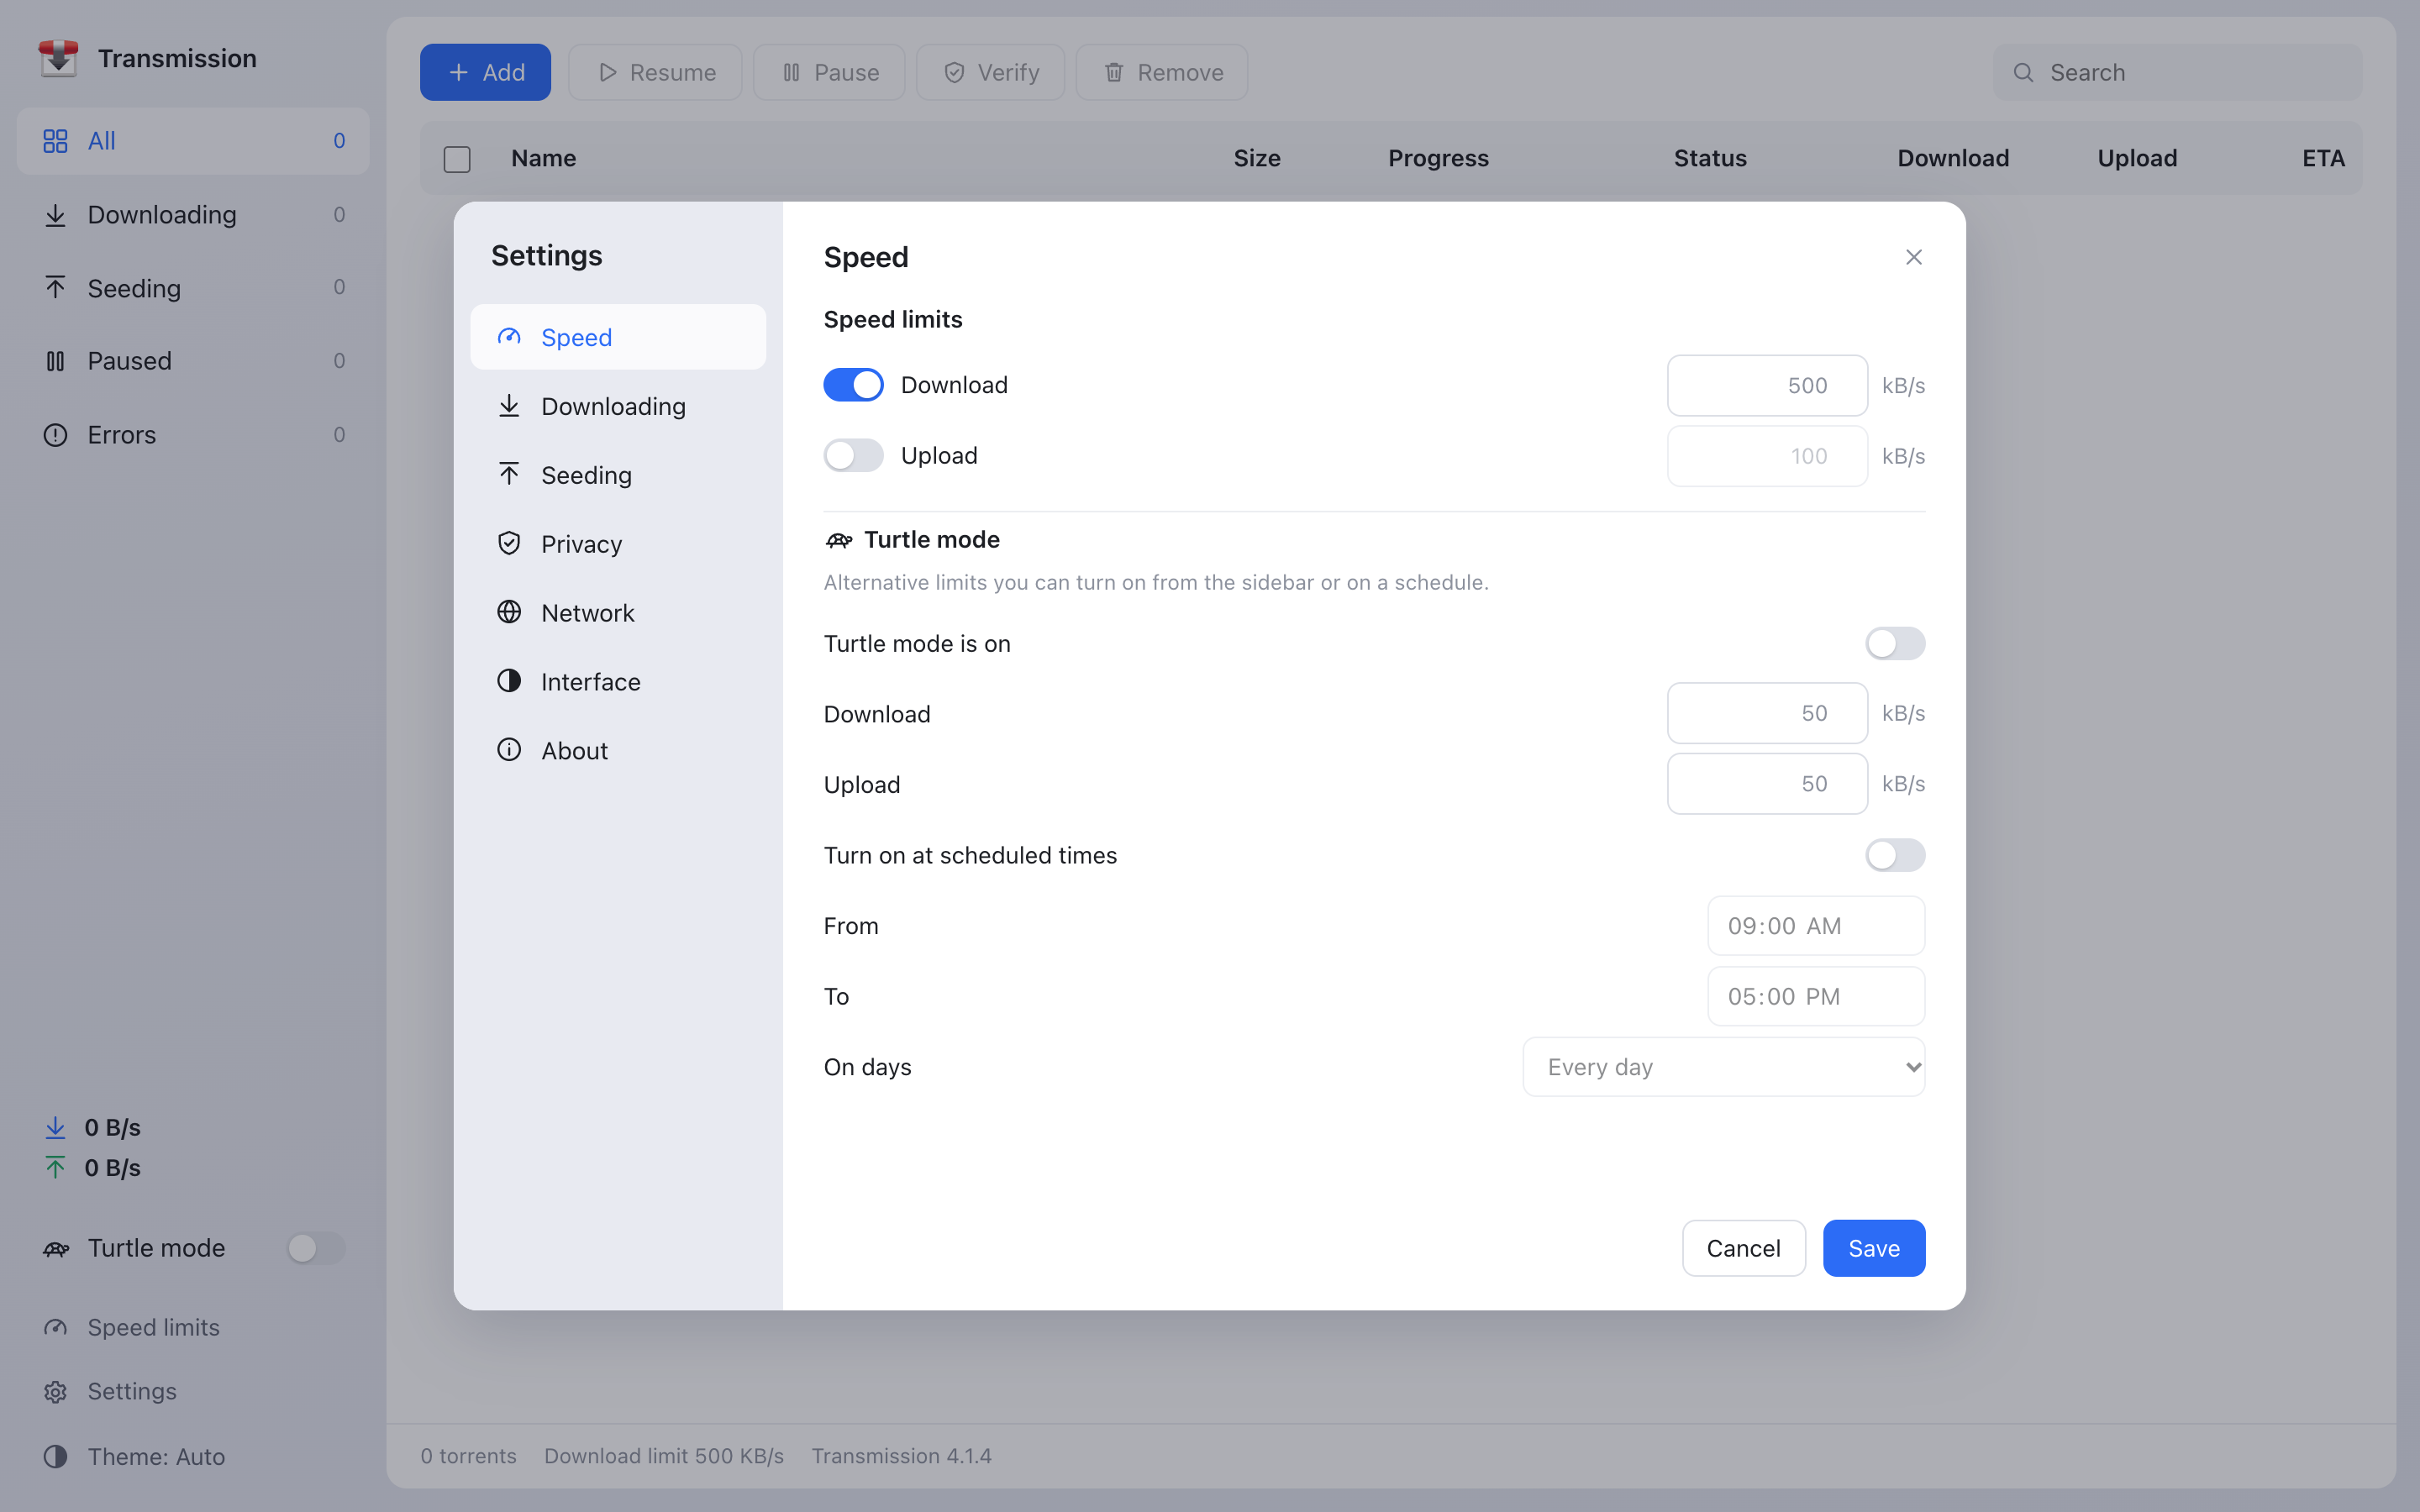 Transmission
All 0
Downloading 0
Seeding 0
Paused 0
Errors 0
0 B/s
0 B/s
Turtle mode
Speed limits
Settings
Theme: Auto
Add Resume Pause Verify Remove Search
Name Size Progress Status Download Upload ETA
Settings
Speed
Downloading
Seeding
Privacy
Network
Interface
About
Speed
Speed limits
Download 500 kB/s
Upload 100 kB/s
Turtle mode
Alternative limits you can turn on from the sidebar or on a schedule.
Turtle mode is on
Download 50 kB/s
Upload 50 kB/s
Turn on at scheduled times
From 09:00 AM
To 05:00 PM
On days Every day
Cancel Save
0 torrents Download limit 500 KB/s Transmission 4.1.4